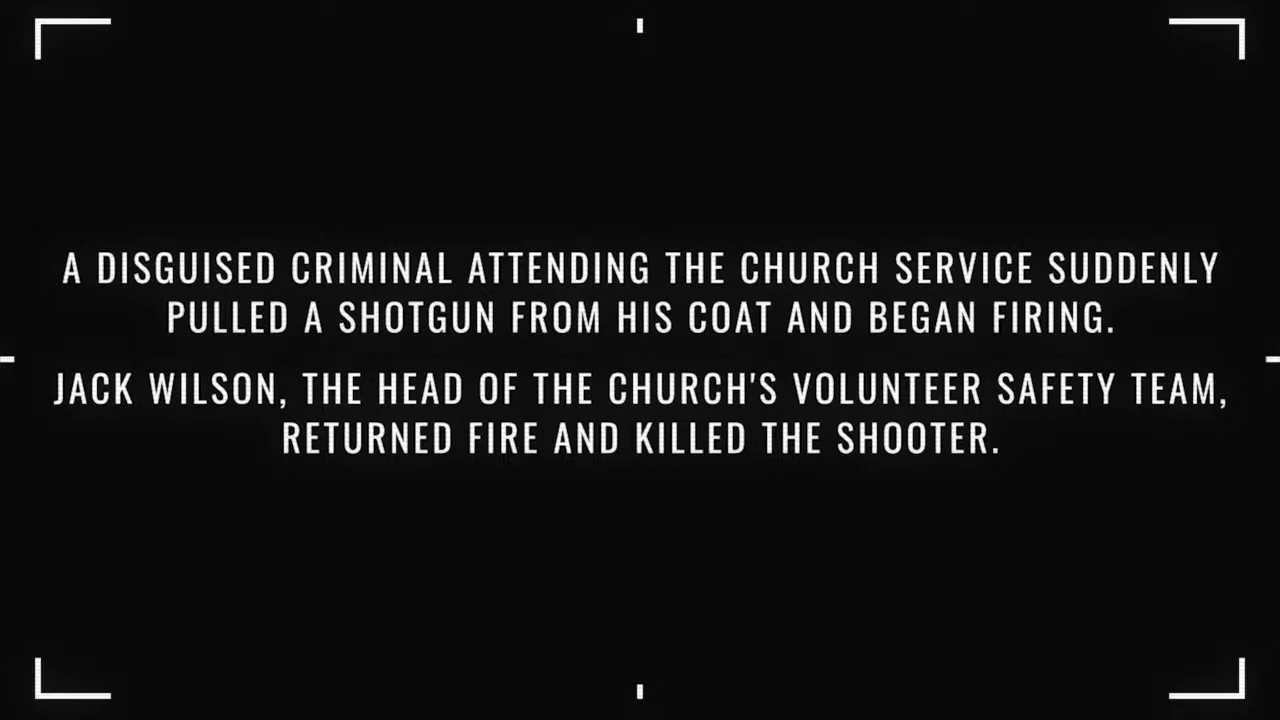 A DISGUISED CRIMINAL ATTENDING THE CHURCH SERVICE SUDDENLY
PULLED A SHOTGUN FROM HIS COAT AND BEGAN FIRING.
JACK WILSON, THE HEAD OF THE CHURCH'S VOLUNTEER SAFETY TEAM,
RETURNED FIRE AND KILLED THE SHOOTER.